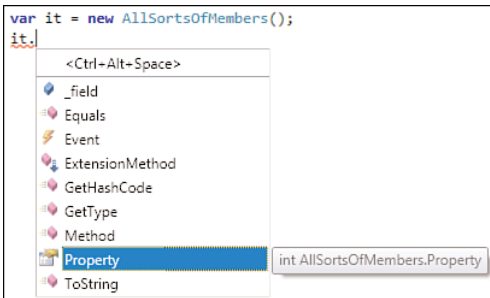 var it = new AllSortsOfMembers();
it.
<Ctrl+Alt+Space>
_field
Equals
Event
ExtensionMethod
GetHashCode
GetType
Method
Property int AllSortsOfMembers.Property
ToString